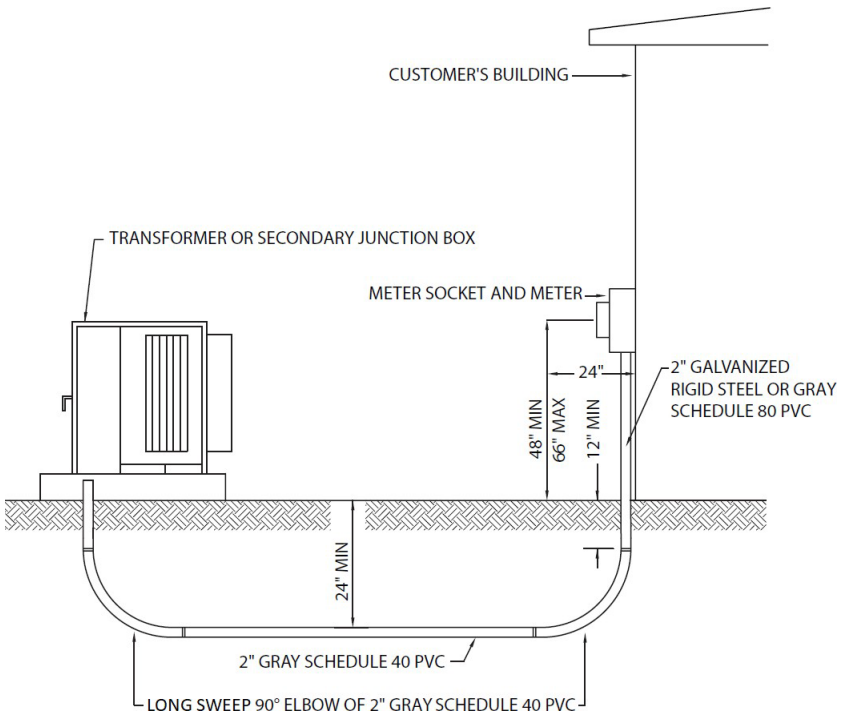 CUSTOMER'S BUILDING
TRANSFORMER OR SECONDARY JUNCTION BOX
METER SOCKET AND METER
24"
2" GALVANIZED
RIGID STEEL OR GRAY
SCHEDULE 80 PVC
48" MIN
66" MAX
12" MIN
24" MIN
2" GRAY SCHEDULE 40 PVC
LONG SWEEP 90° ELBOW OF 2" GRAY SCHEDULE 40 PVC